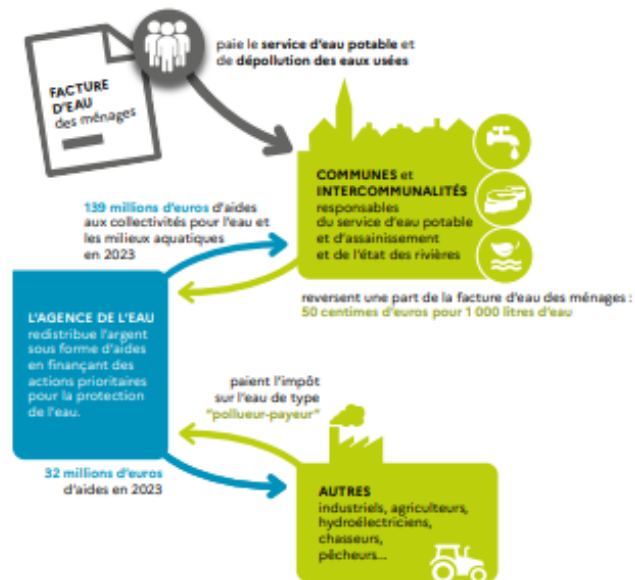 FACTURE
D'EAU
des ménages
paie le service d'eau potable et
de dépollution des eaux usées
COMMUNES et
INTERCOMMUNALITÉS
responsables
du service d'eau potable
et d'assainissement
et de l'état des rivières
139 millions d'euros d'aides
aux collectivités pour l'eau et
les milieux aquatiques
en 2023
reversent une part de la facture d'eau des ménages :
50 centimes d'euros pour 1 000 litres d'eau
L'AGENCE DE L'EAU
redistribue l'argent
sous forme d'aides
en finançant des
actions prioritaires
pour la protection
de l'eau.
paient l'impôt
sur l'eau de type
"pollueur-payeur"
32 millions d'euros
d'aides en 2023
AUTRES
industriels, agriculteurs,
hydroélectriciens,
chasseurs,
pêcheurs...